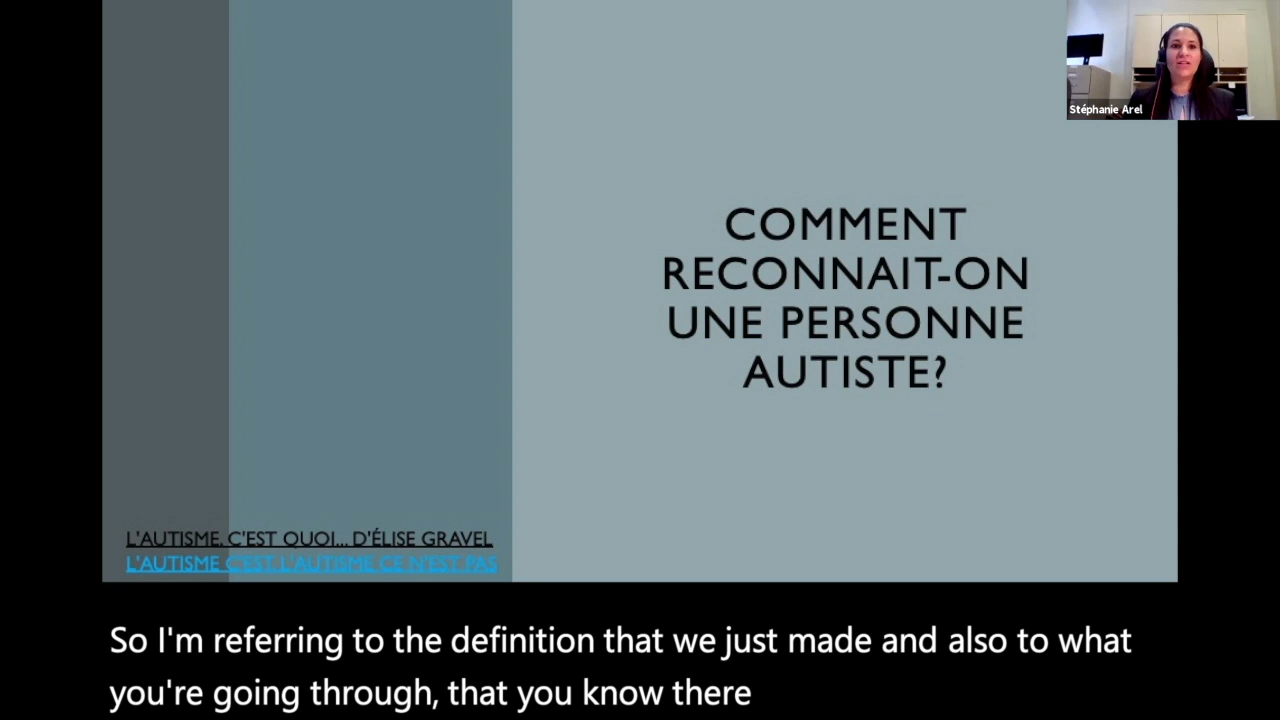 Stéphanie Arel
COMMENT
RECONNAIT-ON
UNE PERSONNE
AUTISTE?
L'AUTISME, C'EST QUOI... D'ÉLISE GRAVEL
L'AUTISME C'EST, L'AUTISME CE N'EST PAS
So I'm referring to the definition that we just made and also to what
you're going through, that you know there